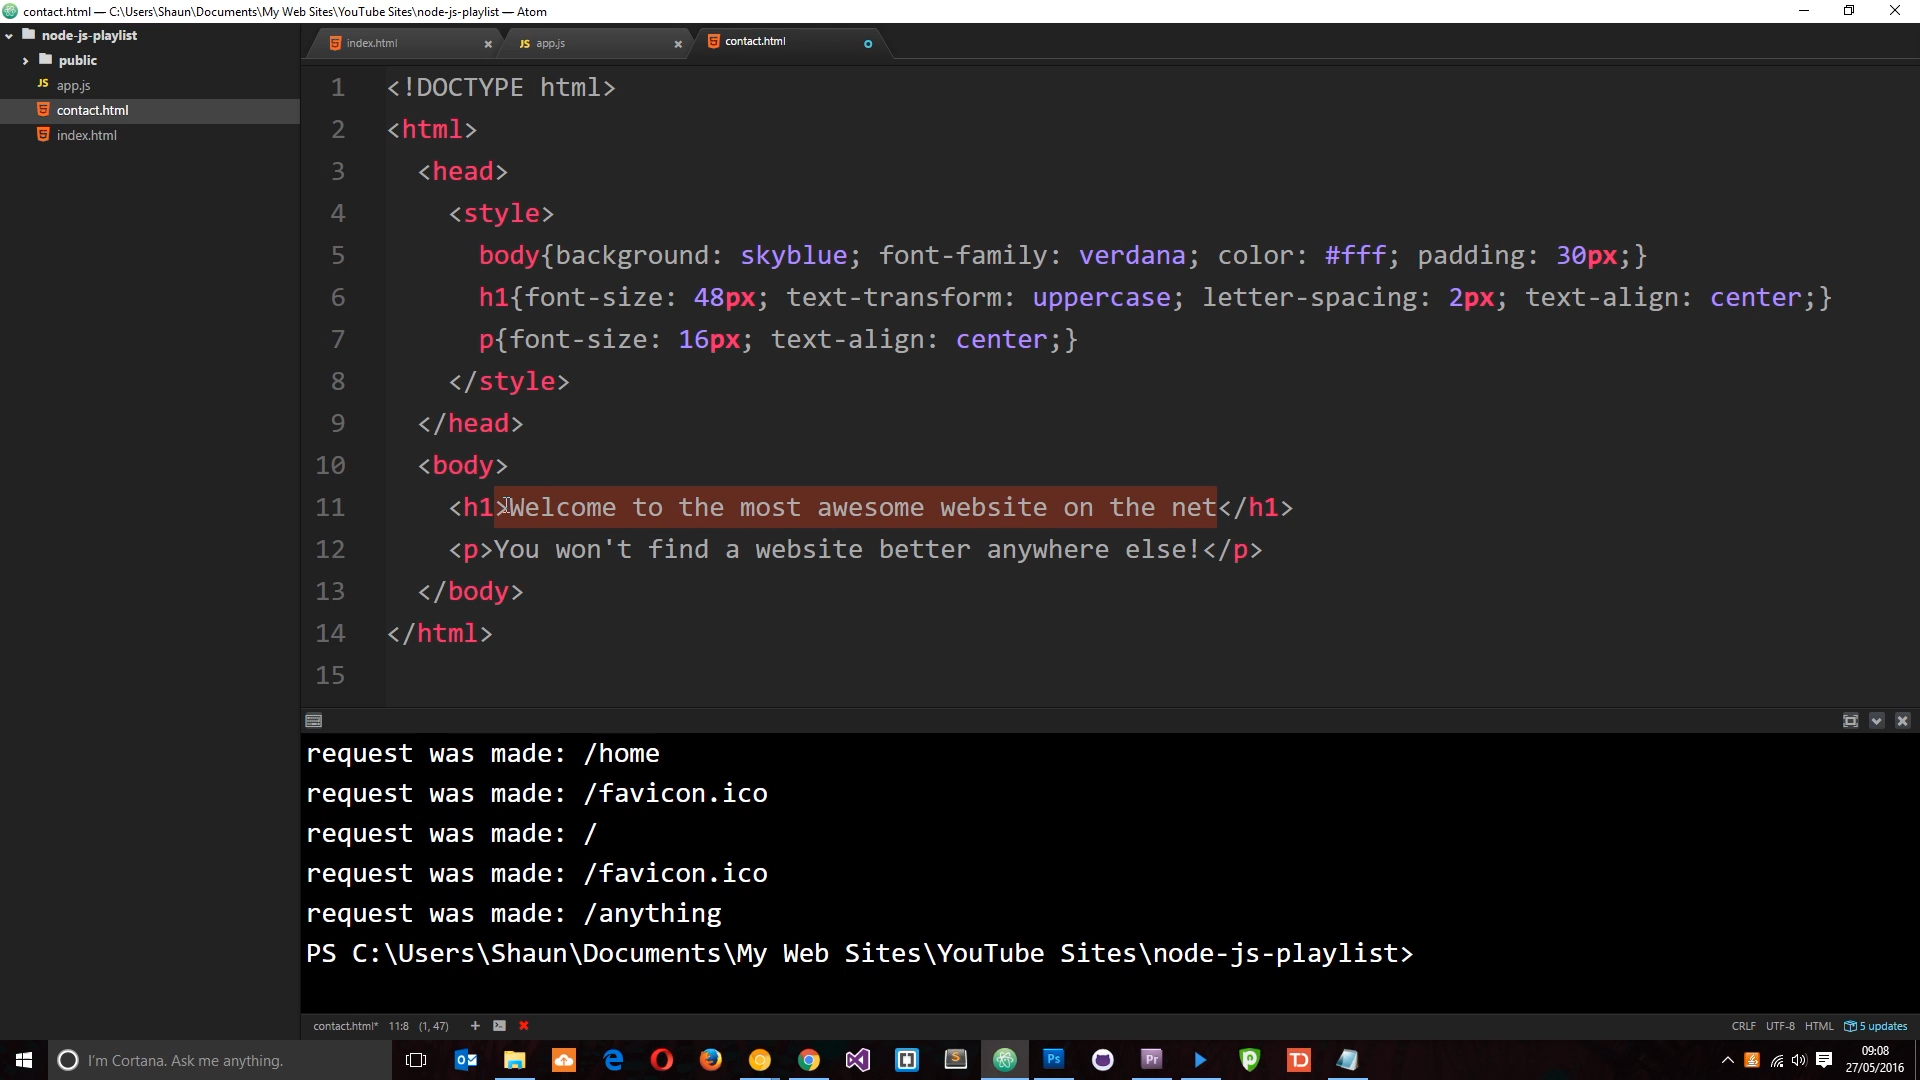 contact.html — C:\Users\Shaun\Documents\My Web Sites\YouTube Sites\node-js-playlist — Atom
node-js-playlist
public
app.js
contact.html
index.html
index.html
app.js
contact.html
1 <!DOCTYPE html>
2 <html>
3 <head>
4 <style>
5 body{background: skyblue; font-family: verdana; color: #fff; padding: 30px;}
6 h1{font-size: 48px; text-transform: uppercase; letter-spacing: 2px; text-align: center;}
7 p{font-size: 16px; text-align: center;}
8 </style>
9 </head>
10 <body>
11 <h1>Welcome to the most awesome website on the net</h1>
12 <p>You won't find a website better anywhere else!</p>
13 </body>
14 </html>
15
request was made: /home
request was made: /favicon.ico
request was made: /
request was made: /favicon.ico
request was made: /anything
PS C:\Users\Shaun\Documents\My Web Sites\YouTube Sites\node-js-playlist>
contact.html* 11:8 (1, 47)
CRLF UTF-8 HTML 5 updates
I'm Cortana. Ask me anything.
09:08
27/05/2016